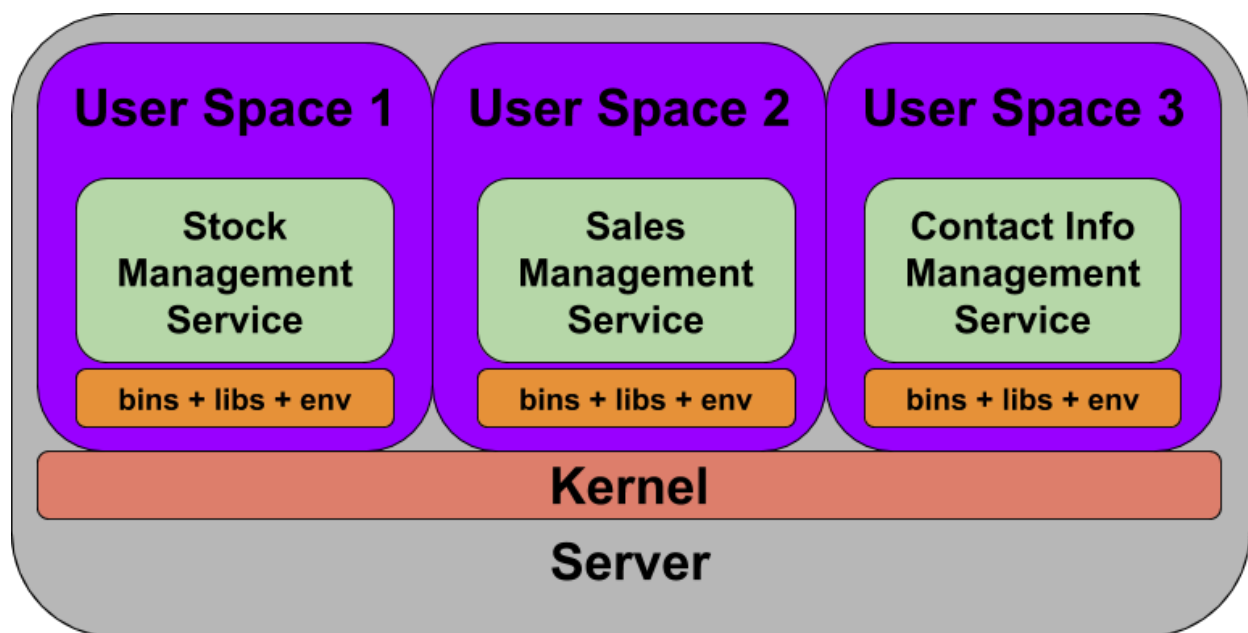 User Space 1
Stock
Management
Service
bins + libs + env
User Space 2
Sales
Management
Service
bins + libs + env
User Space 3
Contact Info
Management
Service
bins + libs + env
Kernel
Server